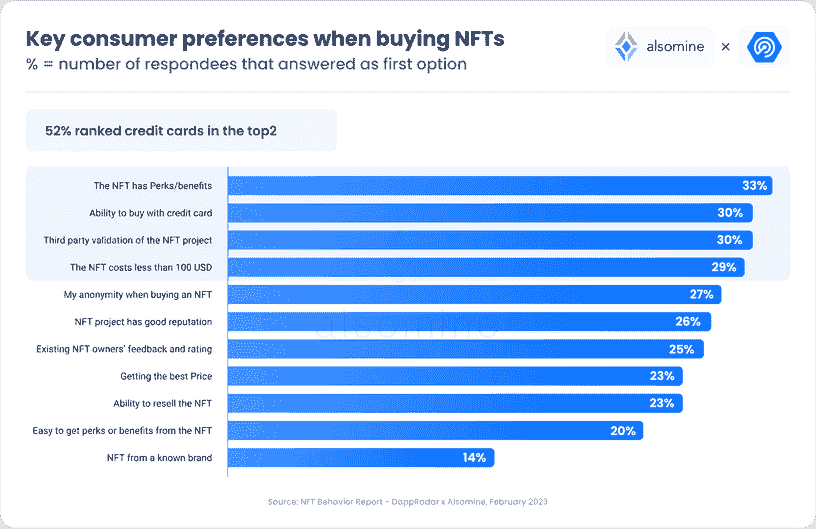 Key consumer preferences when buying NFTs
% = number of respondees that answered as first option
alsomine ×
52% ranked credit cards in the top2
The NFT has Perks/benefits 33%
Ability to buy with credit card 30%
Third party validation of the NFT project 30%
The NFT costs less than 100 USD 29%
My anonymity when buying an NFT 27%
NFT project has good reputation 26%
Existing NFT owners' feedback and rating 25%
Getting the best Price 23%
Ability to resell the NFT 23%
Easy to get perks or benefits from the NFT 20%
NFT from a known brand 14%
alsomine
Source: NFT Behavior Report - DappRadar x Alsomine, February 2023